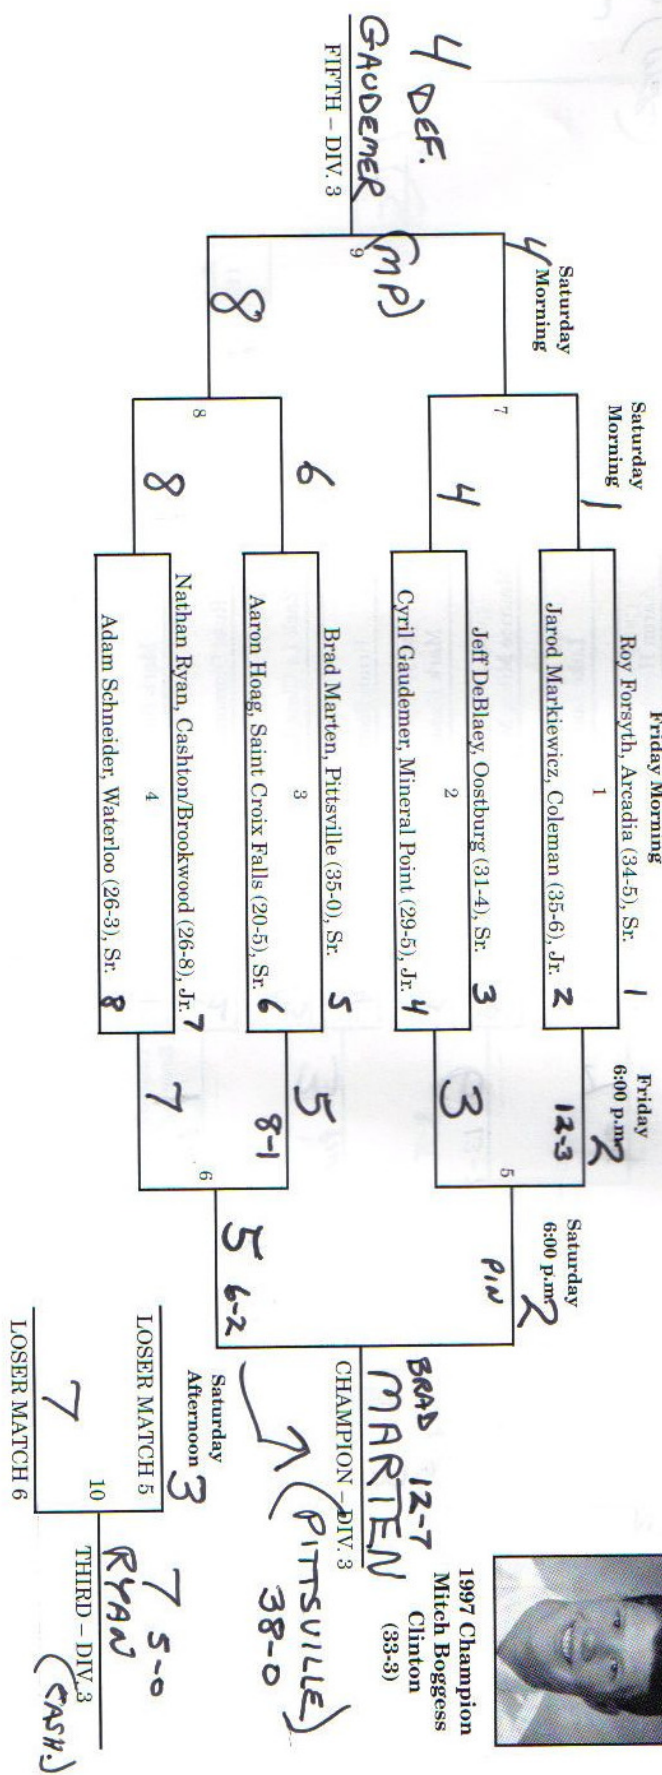 Friday Morning
Saturday
Morning
4
Saturday
Morning
1
Friday
6:00 p.m.
2
Saturday
6:00 p.m.
2
Roy Forsyth, Arcadia (34-5), Sr. 1
1
Jarod Markiewicz, Coleman (35-6), Jr. 2
12-3
7
5
PIN
Jeff DeBlaey, Oostburg (31-4), Sr. 3
4
2
3
Cyril Gaudemer, Mineral Point (29-5), Jr. 4
4 DEF.
GAUDEMER (MP)
FIFTH – DIV. 3
9
BRAD 12-7
MARTEN
CHAMPION – DIV. 3
(PITTSVILLE)
38-0
Brad Marten, Pittsville (35-0), Sr. 5
6
3
5
Aaron Hoag, Saint Croix Falls (20-5), Sr. 6
8-1
8
8
6
5 6-2
Nathan Ryan, Cashton/Brookwood (26-8), Jr. 7
8
4
7
Adam Schneider, Waterloo (26-3), Sr. 8
1997 Champion
Mitch Boggess
Clinton
(33-3)
Saturday
Afternoon
3
LOSER MATCH 5
10
7 5-0
RYAN
THIRD – DIV. 3
(CASH.)
7
LOSER MATCH 6